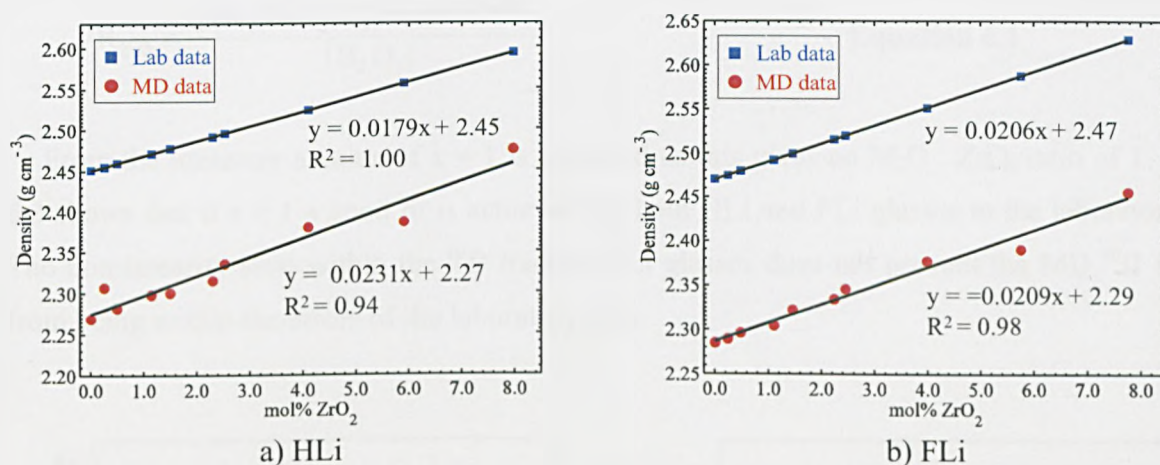 2.60
2.55
2.50
2.45
2.40
2.35
2.30
2.25
2.20
Density (g cm⁻³)
Lab data
MD data
y = 0.0179x + 2.45
R² = 1.00
y = 0.0231x + 2.27
R² = 0.94
0.0 1.0 2.0 3.0 4.0 5.0 6.0 7.0 8.0
mol% ZrO₂
a) HLi
2.65
2.60
2.55
2.50
2.45
2.40
2.35
2.30
2.25
Density (g cm⁻³)
Lab data
MD data
y = 0.0206x + 2.47
y = =0.0209x + 2.29
R² = 0.98
0.0 1.0 2.0 3.0 4.0 5.0 6.0 7.0 8.0
mol% ZrO₂
b) FLi